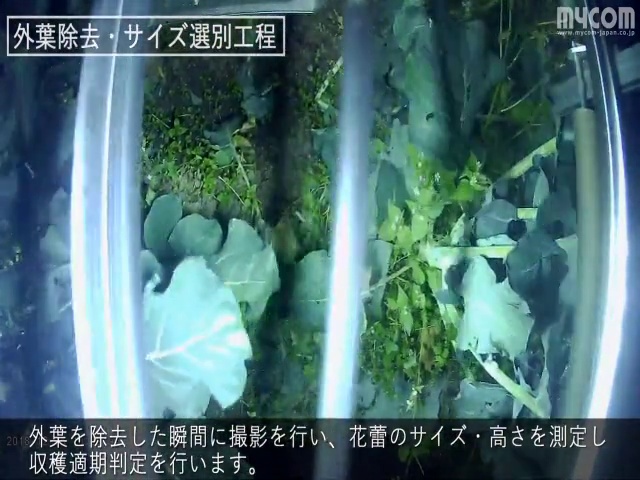 外葉除去・サイズ選別工程
mycom
www.mycom-japan.co.jp
外葉を除去した瞬間に撮影を行い、花蕾のサイズ・高さを測定し
収穫適期判定を行います。